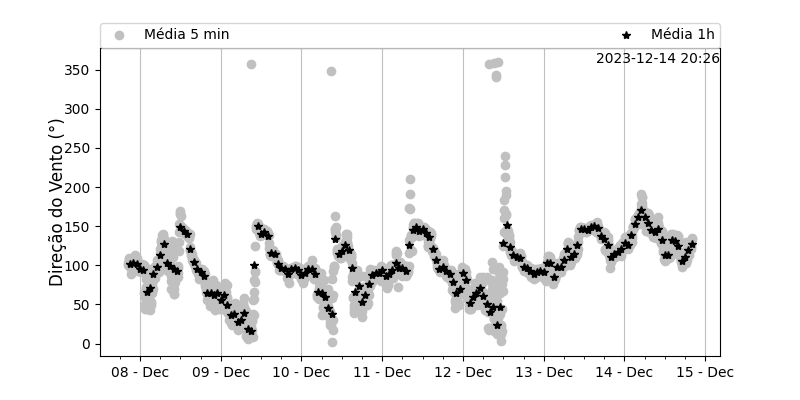 Média 5 min
Média 1h
2023-12-14 20:26
Direção do Vento (°)
350
300
250
200
150
100
50
0
08 - Dec
09 - Dec
10 - Dec
11 - Dec
12 - Dec
13 - Dec
14 - Dec
15 - Dec